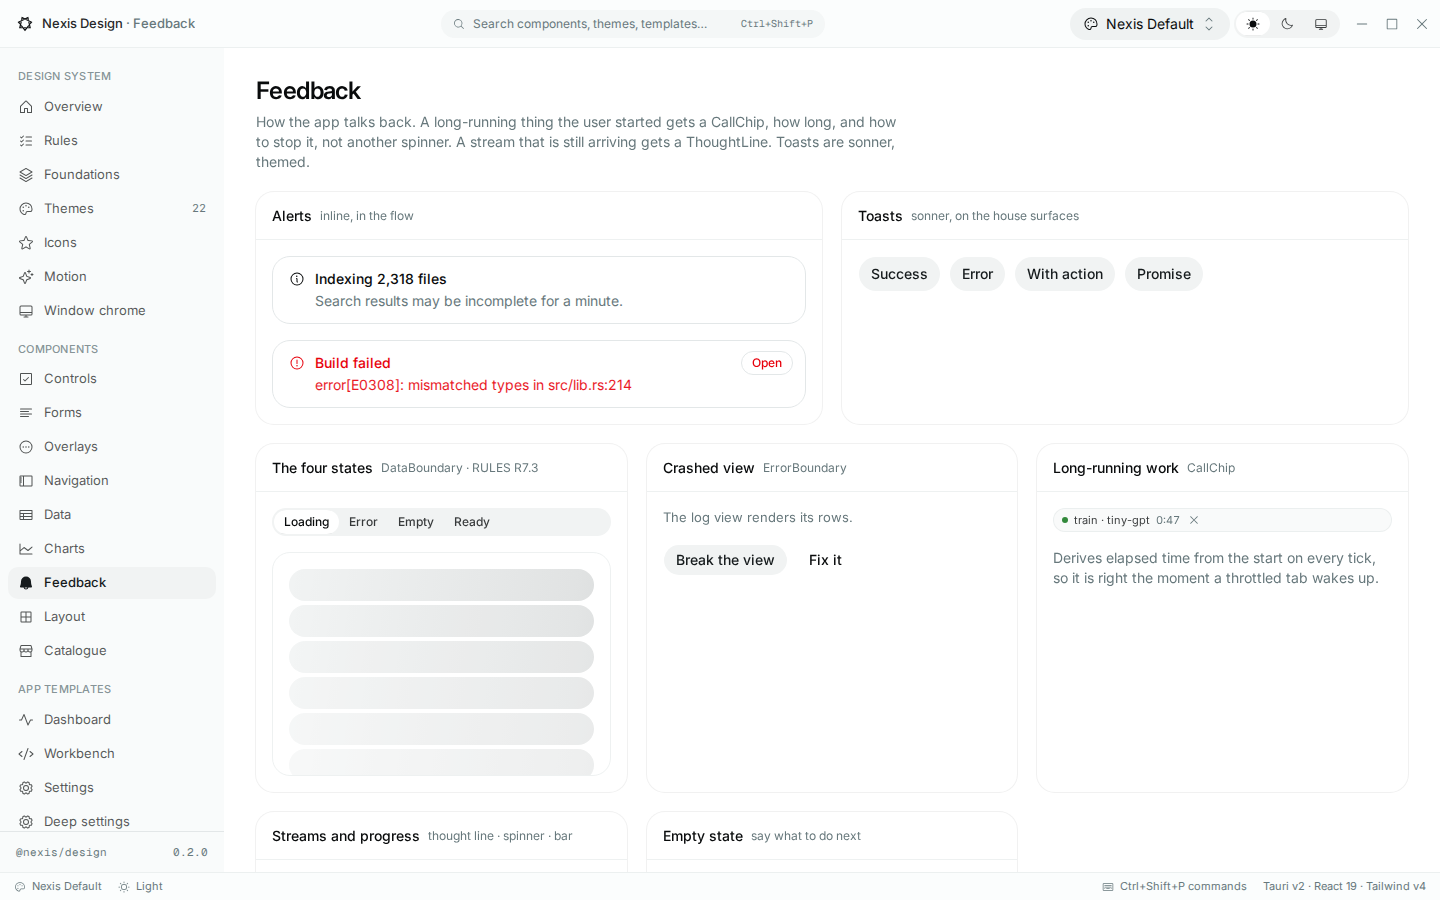 Nexis Design · Feedback
Search components, themes, templates... Ctrl+Shift+P
Nexis Default
DESIGN SYSTEM
Overview
Rules
Foundations
Themes 22
Icons
Motion
Window chrome
COMPONENTS
Controls
Forms
Overlays
Navigation
Data
Charts
Feedback
Layout
Catalogue
APP TEMPLATES
Dashboard
Workbench
Settings
Deep settings
@nexis/design 0.2.0
Feedback
How the app talks back. A long-running thing the user started gets a CallChip, how long, and how
to stop it, not another spinner. A stream that is still arriving gets a ThoughtLine. Toasts are sonner,
themed.
Alerts inline, in the flow
Indexing 2,318 files
Search results may be incomplete for a minute.
Build failed
Open
error[E0308]: mismatched types in src/lib.rs:214
Toasts sonner, on the house surfaces
Success Error With action Promise
The four states DataBoundary · RULES R7.3
Loading Error Empty Ready
Crashed view ErrorBoundary
The log view renders its rows.
Break the view Fix it
Long-running work CallChip
train · tiny-gpt 0:47
Derives elapsed time from the start on every tick,
so it is right the moment a throttled tab wakes up.
Streams and progress thought line · spinner · bar
Empty state say what to do next
Nexis Default Light
Ctrl+Shift+P commands Tauri v2 · React 19 · Tailwind v4